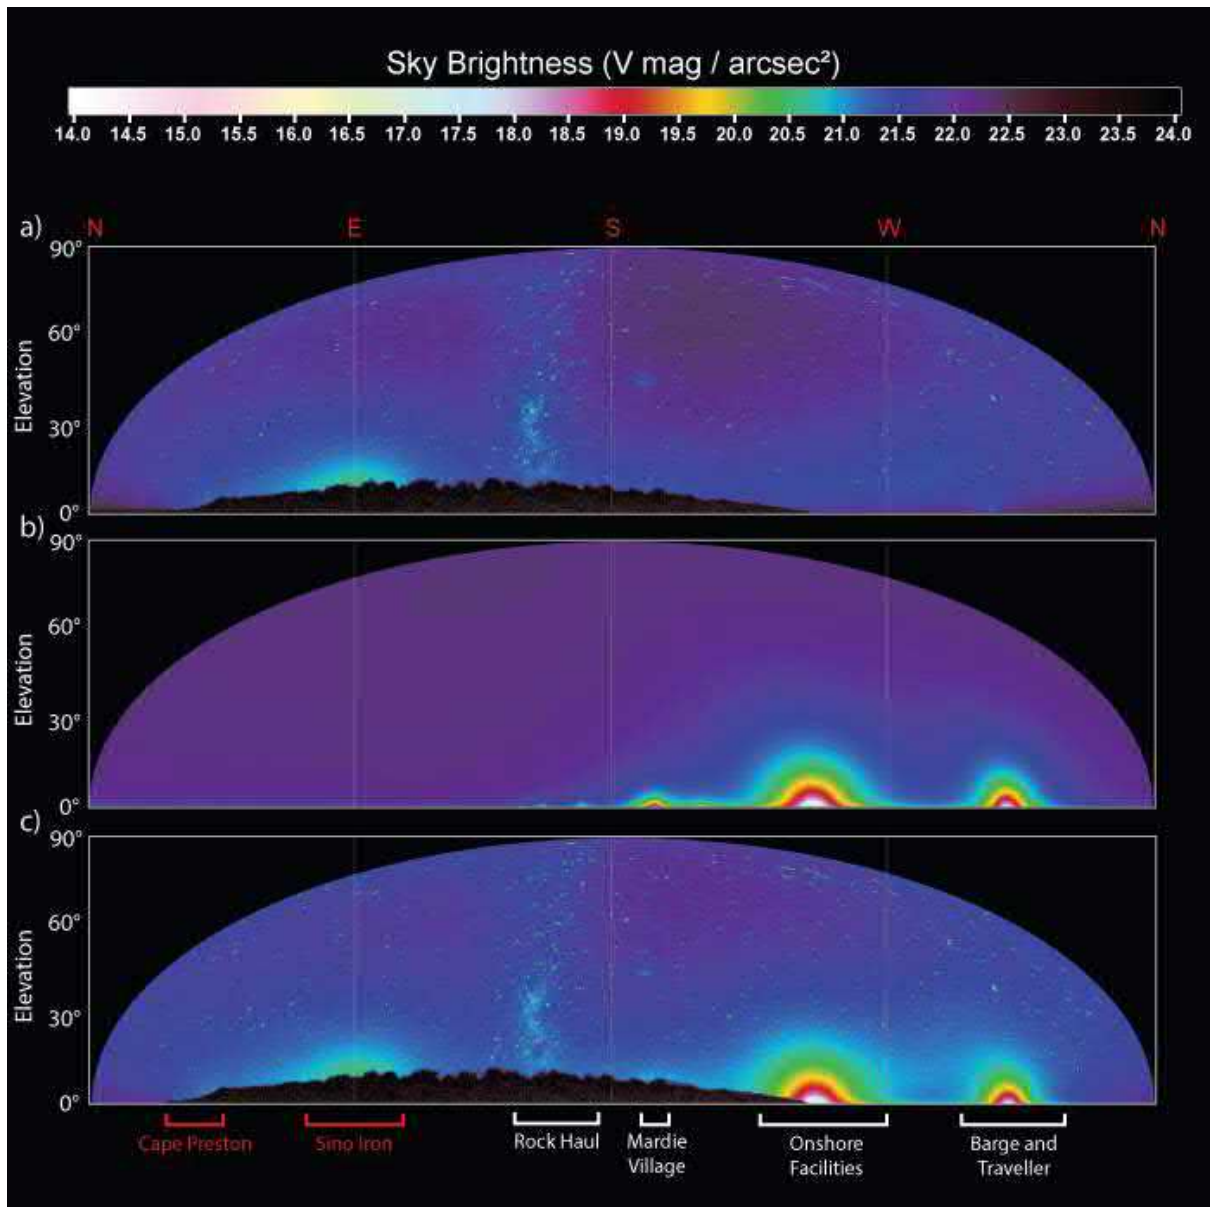 Sky Brightness (V mag / arcsec²)
14.0 14.5 15.0 15.5 16.0 16.5 17.0 17.5 18.0 18.5 19.0 19.5 20.0 20.5 21.0 21.5 22.0 22.5 23.0 23.5 24.0
a)
N E S W N
90°
60°
30°
0°
Elevation
b)
90°
60°
30°
0°
Elevation
c)
90°
60°
30°
0°
Elevation
Cape Preston
Sino Iron
Rock Haul
Mardie
Village
Onshore
Facilities
Barge and
Traveller